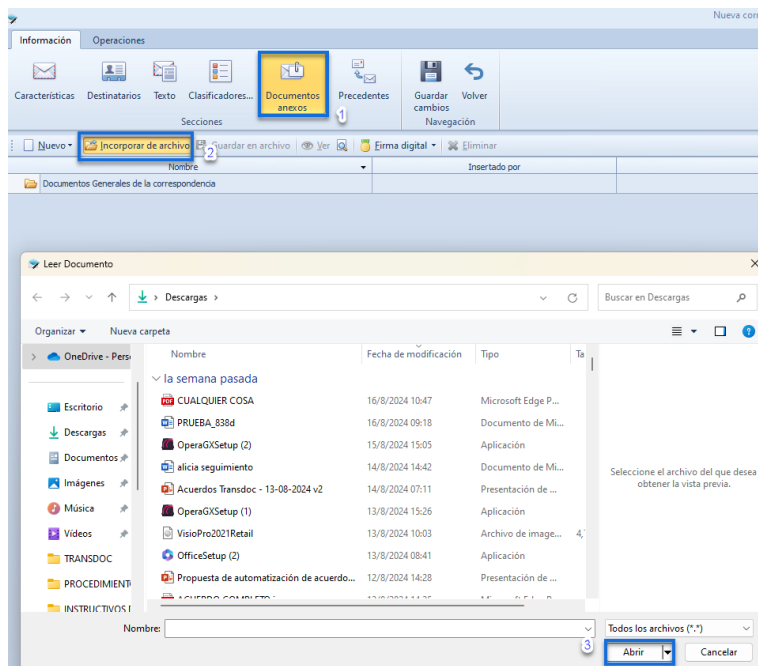 Nueva corr
Información Operaciones
Características Destinatarios Texto Clasificadores... Documentos anexos Precedentes Guardar cambios Volver
Secciones Navegación
1
Nuevo Incorporar de archivo Guardar en archivo Ver Firma digital Eliminar
2
Nombre Insertado por
Documentos Generales de la correspondencia
Leer Documento
Descargas Buscar en Descargas
Organizar Nueva carpeta
OneDrive - Pers Nombre Fecha de modificación Tipo Ta
la semana pasada
CUALQUIER COSA 16/8/2024 10:47 Microsoft Edge P...
Escritorio
PRUEBA_838d 16/8/2024 09:18 Documento de Mi...
Descargas
OperaGXSetup (2) 15/8/2024 15:05 Aplicación
Documentos
alicia seguimiento 14/8/2024 14:42 Documento de Mi...
Seleccione el archivo del que desea
obtener la vista previa.
Imágenes
Acuerdos Transdoc - 13-08-2024 v2 14/8/2024 07:11 Presentación de ...
Música
OperaGXSetup (1) 13/8/2024 15:26 Aplicación
Vídeos
VisioPro2021Retail 13/8/2024 10:03 Archivo de image... 4,
TRANSDOC
OfficeSetup (2) 13/8/2024 08:41 Aplicación
PROCEDIMIENT
Propuesta de automatización de acuerdo... 12/8/2024 14:28 Presentación de ...
INSTRUCTIVOS
Nombre: Todos los archivos (*.*)
3
Abrir Cancelar